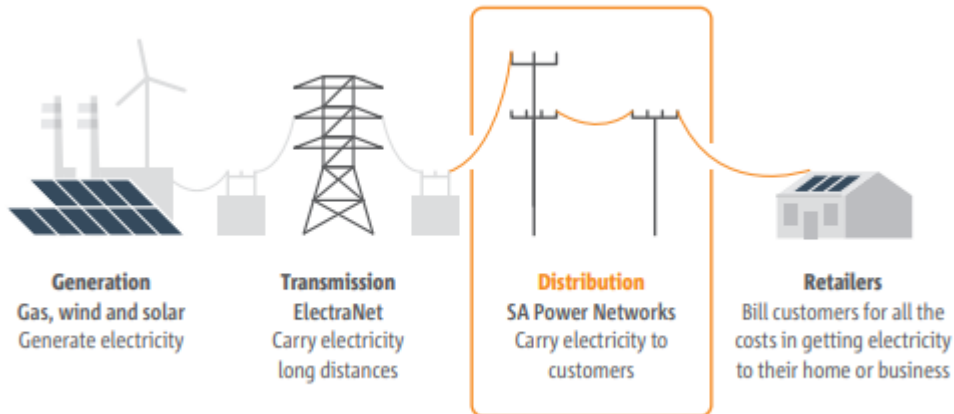 Generation
Gas, wind and solar
Generate electricity
Transmission
ElectraNet
Carry electricity
long distances
Distribution
SA Power Networks
Carry electricity to
customers
Retailers
Bill customers for all the
costs in getting electricity
to their home or business